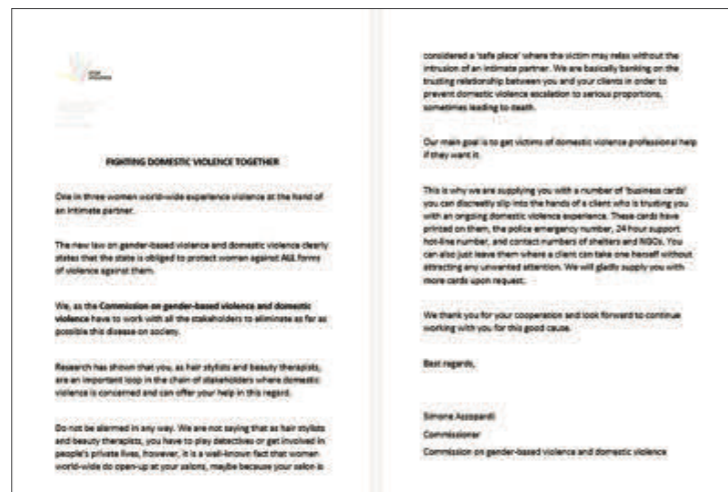 FIGHTING DOMESTIC VIOLENCE TOGETHER
One in three women world-wide experience violence at the hand of
an intimate partner.
The new law on gender-based violence and domestic violence clearly
states that the state is obliged to protect women against ALL forms
of violence against them.
We, as the Commission on gender-based violence and domestic
violence have to work with all the stakeholders to eliminate as far as
possible this disease on society.
Research has shown that you, as hair stylists and beauty therapists,
are an important loop in the chain of stakeholders where domestic
violence is concerned and can offer your help in this regard.
Do not be alarmed in any way. We are not saying that as hair stylists
and beauty therapists, you have to play detectives or get involved in
people's private lives, however, it is a well-known fact that women
world-wide do open-up at your salons, maybe because your salon is
considered a 'safe place' where the victim may relax without the
intrusion of an intimate partner. We are basically banking on the
trusting relationship between you and your clients in order to
prevent domestic violence escalation to serious proportions,
sometimes leading to death.
Our main goal is to get victims of domestic violence professional help
if they want it.
This is why we are supplying you with a number of 'business cards'
you can discreetly slip into the hands of a client who is trusting you
with an ongoing domestic violence experience. These cards have
printed on them, the police emergency number, 24 hour support
hot-line number, and contact numbers of shelters and NGOs. You
can also just leave them where a client can take one herself without
attracting any unwanted attention. We will gladly supply you with
more cards upon request.
We thank you for your cooperation and look forward to continue
working with you for this good cause.
Best regards,
Simone Azzopardi
Commissioner
Commission on gender-based violence and domestic violence